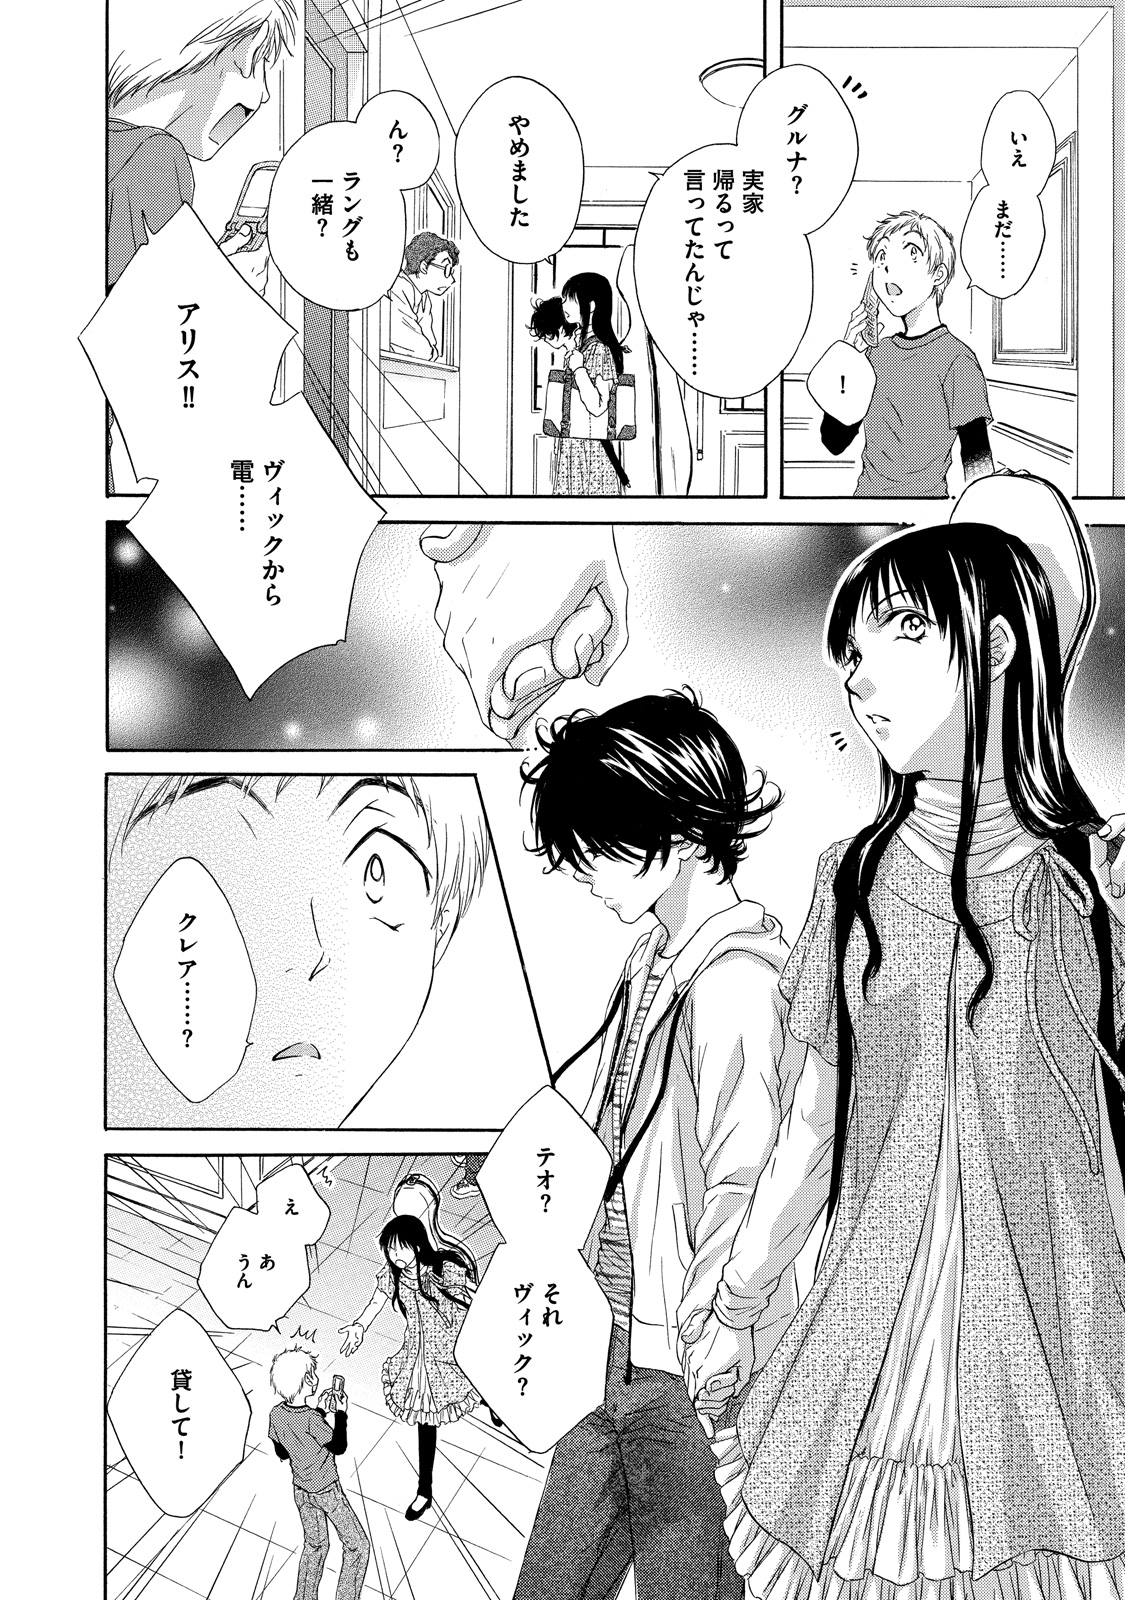 いえ
まだ……
！
グルナ？
実家
帰るって
言ってたんじゃ……
やめました
ん？
ラングも
一緒？
アリス!!
ヴィックから
電……
クレア……？
テオ？
それ
ヴィック？
え
あ
うん
貸して！